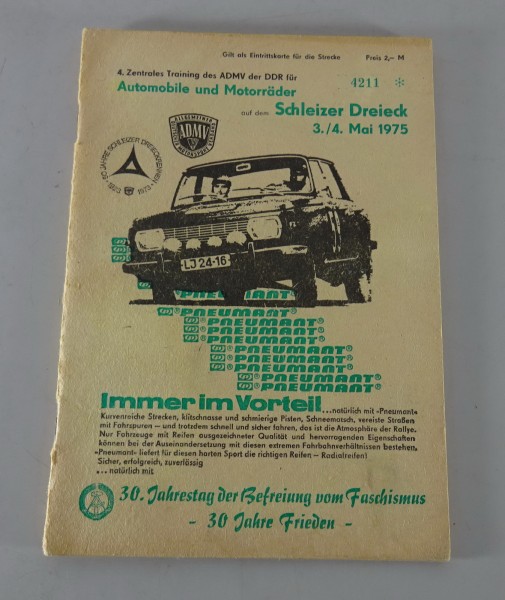 Gilt als Eintrittskarte für die Strecke Preis 2,– M
4. Zentrales Training des ADMV der DDR für
4211 *
Automobile und Motorräder
auf dem Schleizer Dreieck
3./4. Mai 1975
ALLGEMEINER
ADMV
50 JAHRE SCHLEIZER DREIECKRENNEN
LJ 24-16
PNEUMANT®
PNEUMANT®
PNEUMANT®
PNEUMANT®
PNEUMANT®
PNEUMANT®
PNEUMANT®
PNEUMANT®
Immer im Vorteil ...natürlich mit »Pneumant«
Kurvenreiche Strecken, klitschnasse und schmierige Pisten, Schneematsch, vereiste Straßen
mit Fahrspuren – und trotzdem schnell und sicher fahren, das ist die Atmosphäre der Rallye.
Nur Fahrzeuge mit Reifen ausgezeichneter Qualität und hervorragenden Eigenschaften
können bei der Auseinandersetzung mit diesen extremen Fahrbahnverhältnissen bestehen.
»Pneumant« liefert für diesen harten Sport die richtigen Reifen – Radialreifen!
Sicher, erfolgreich, zuverlässig
... natürlich mit
30. Jahrestag der Befreiung vom Faschismus
- 30 Jahre Frieden -